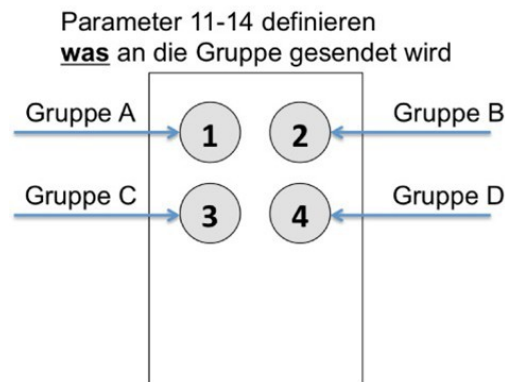 Parameter 11-14 definieren
was an die Gruppe gesendet wird
Gruppe A 1 2 Gruppe B
Gruppe C 3 4 Gruppe D